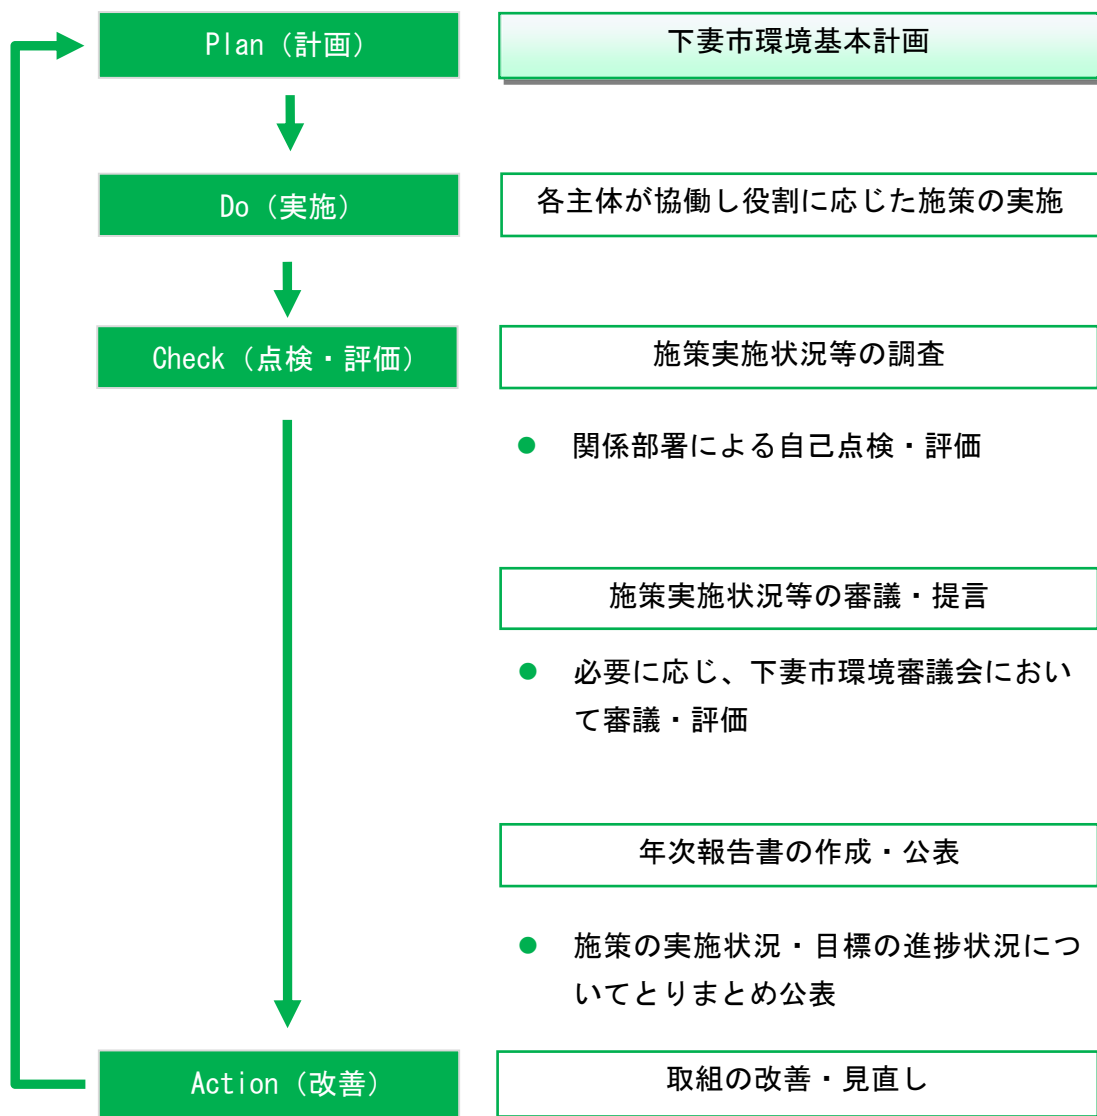 Plan（計画）
下妻市環境基本計画
Do（実施）
各主体が協働し役割に応じた施策の実施
Check（点検・評価）
施策実施状況等の調査
● 関係部署による自己点検・評価
施策実施状況等の審議・提言
● 必要に応じ、下妻市環境審議会におい
て審議・評価
年次報告書の作成・公表
● 施策の実施状況・目標の進捗状況につ
いてとりまとめ公表
Action（改善）
取組の改善・見直し